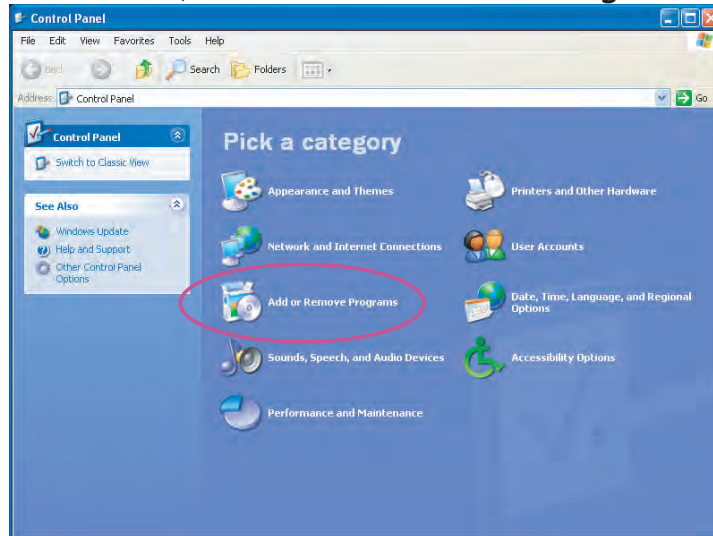 Control Panel
File Edit View Favorites Tools Help
Back Search Folders
Address Control Panel Go
Control Panel
Switch to Classic View
See Also
Windows Update
Help and Support
Other Control Panel
Options
Pick a category
Appearance and Themes
Printers and Other Hardware
Network and Internet Connections
User Accounts
Add or Remove Programs
Date, Time, Language, and Regional
Options
Sounds, Speech, and Audio Devices
Accessibility Options
Performance and Maintenance